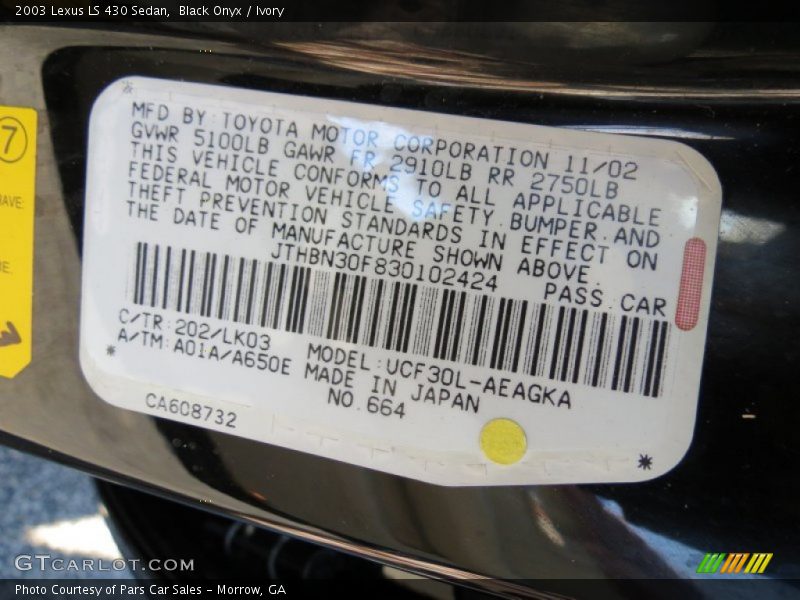 2003 Lexus LS 430 Sedan, Black Onyx / Ivory
7
MFD BY:TOYOTA MOTOR CORPORATION 11/02
GVWR 5100LB GAWR FR 2910LB RR 2750LB
THIS VEHICLE CONFORMS TO ALL APPLICABLE
FEDERAL MOTOR VEHICLE SAFETY,BUMPER,AND
THEFT PREVENTION STANDARDS IN EFFECT ON
THE DATE OF MANUFACTURE SHOWN ABOVE.
JTHBN30F830102424 PASS.CAR
C/TR:202/LK03
A/TM:A01A/A650E
MODEL:UCF30L-AEAGKA
MADE IN JAPAN
NO.664
CA608732
GTCARLOT.COM
Photo Courtesy of Pars Car Sales - Morrow, GA